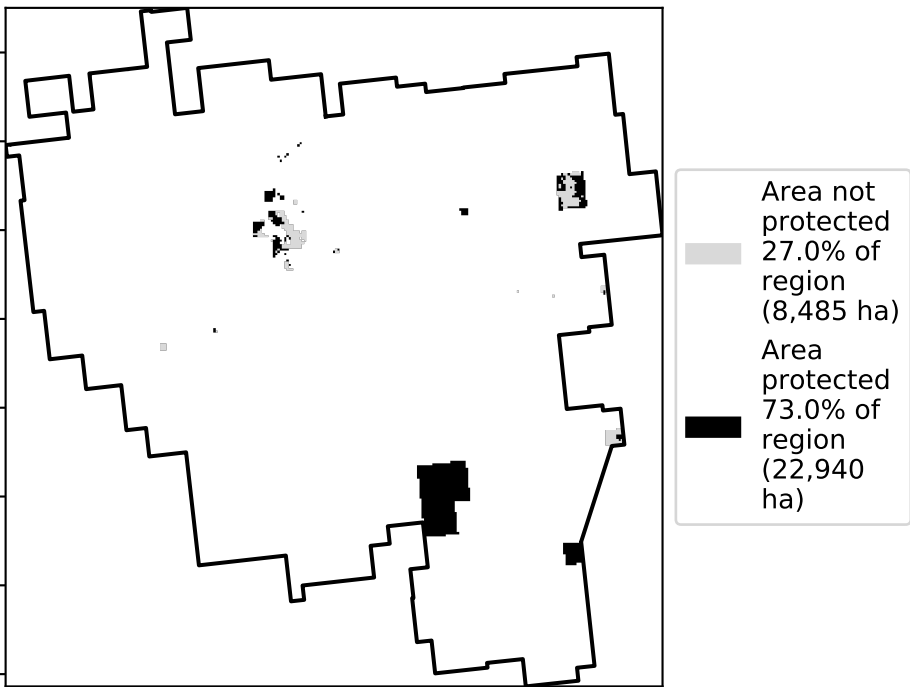 Area not
protected
27.0% of
region
(8,485 ha)
Area
protected
73.0% of
region
(22,940
ha)